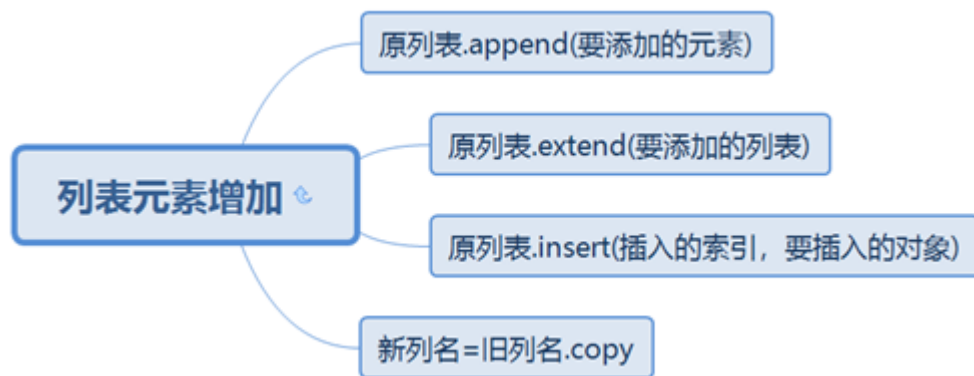 原列表.append(要添加的元素)
原列表.extend(要添加的列表)
列表元素增加
原列表.insert(插入的索引，要插入的对象)
新列名=旧列名.copy